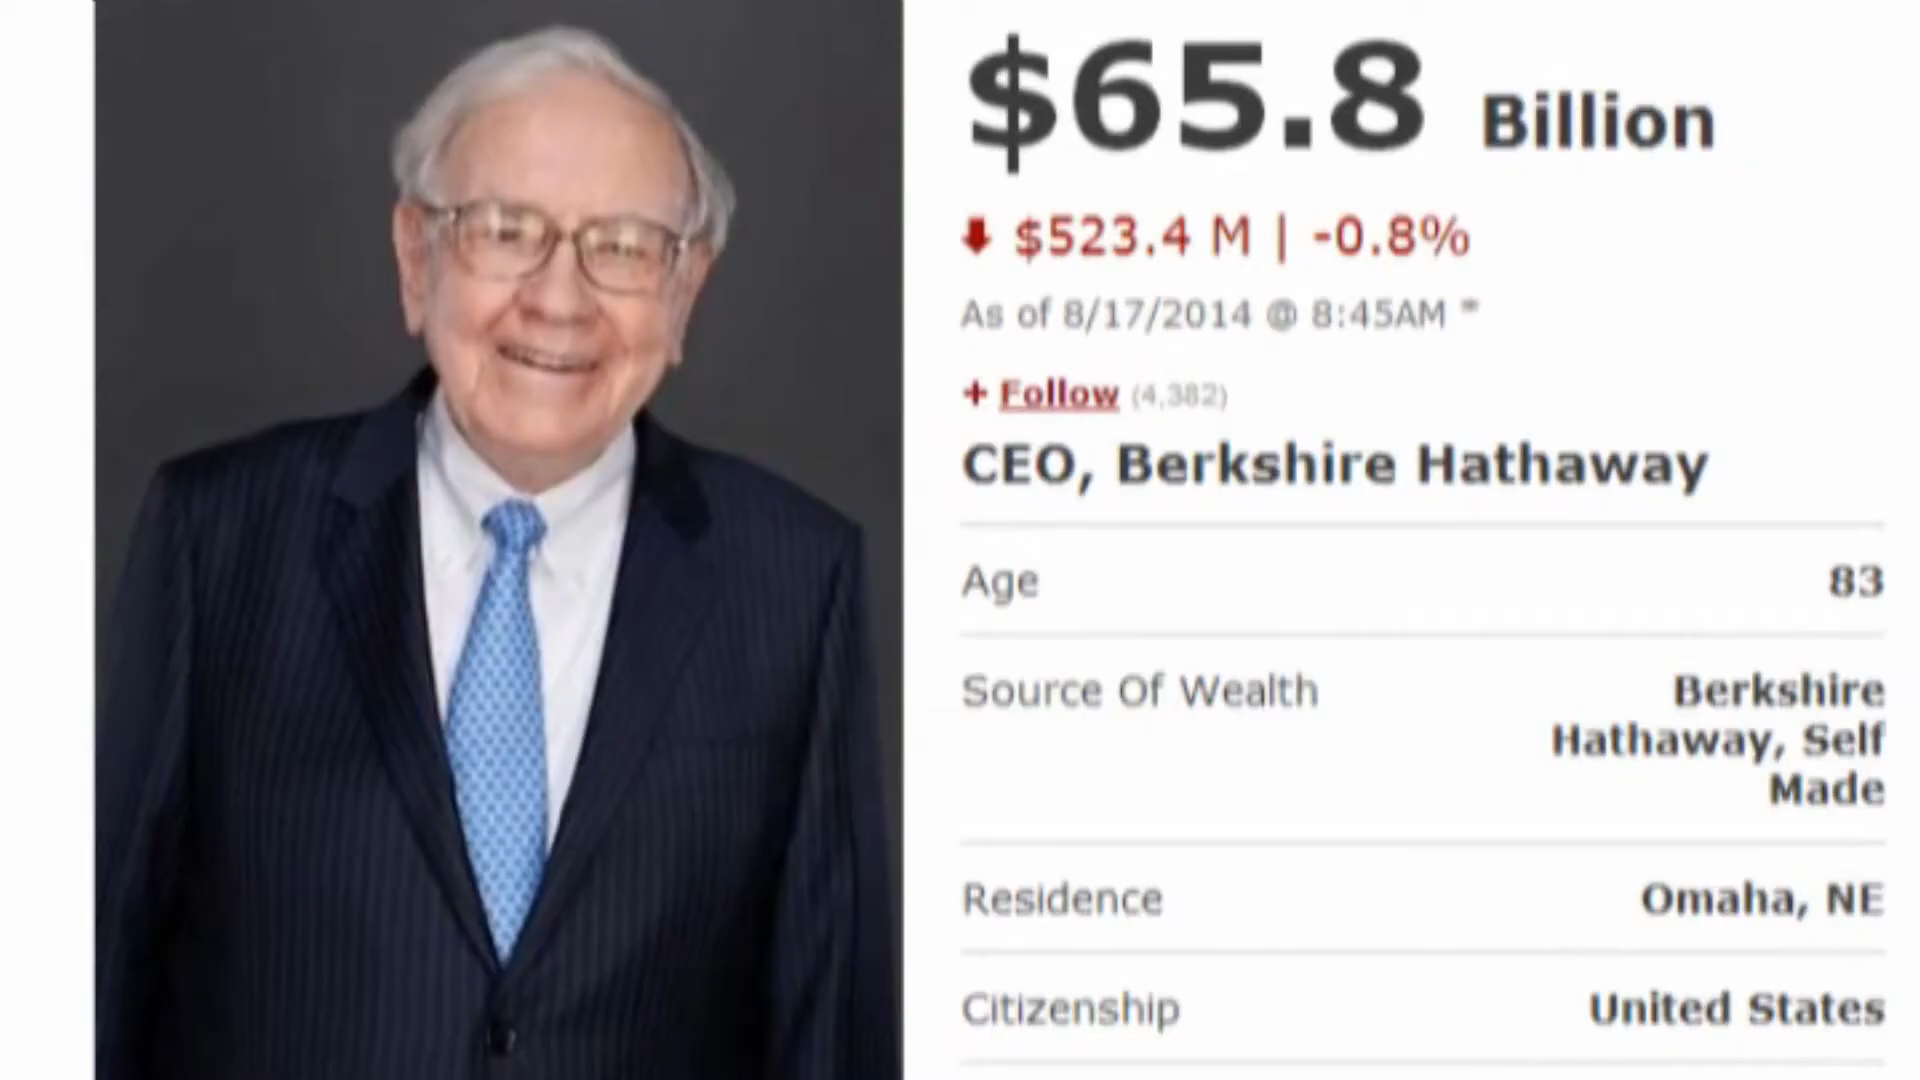 $65.8 Billion
$523.4 M | -0.8%
As of 8/17/2014 @ 8:45AM *
+ Follow (4,382)
CEO, Berkshire Hathaway
Age 83
Source Of Wealth Berkshire
Hathaway, Self
Made
Residence Omaha, NE
Citizenship United States